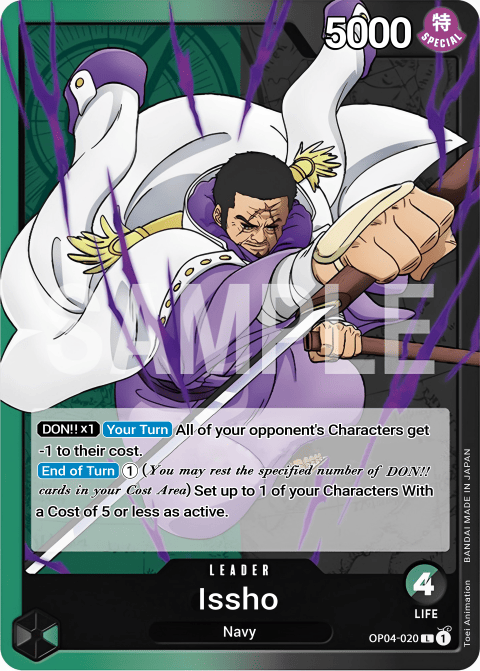 5000
特
SPECIAL
SAMPLE
DON!! ×1 Your Turn All of your opponent's Characters get
-1 to their cost.
End of Turn ① (You may rest the specified number of DON!!
cards in your Cost Area) Set up to 1 of your Characters With
a Cost of 5 or less as active.
LEADER
Issho
Navy
4
LIFE
OP04-020 L 1
Toei Animation BANDAI MADE IN JAPAN